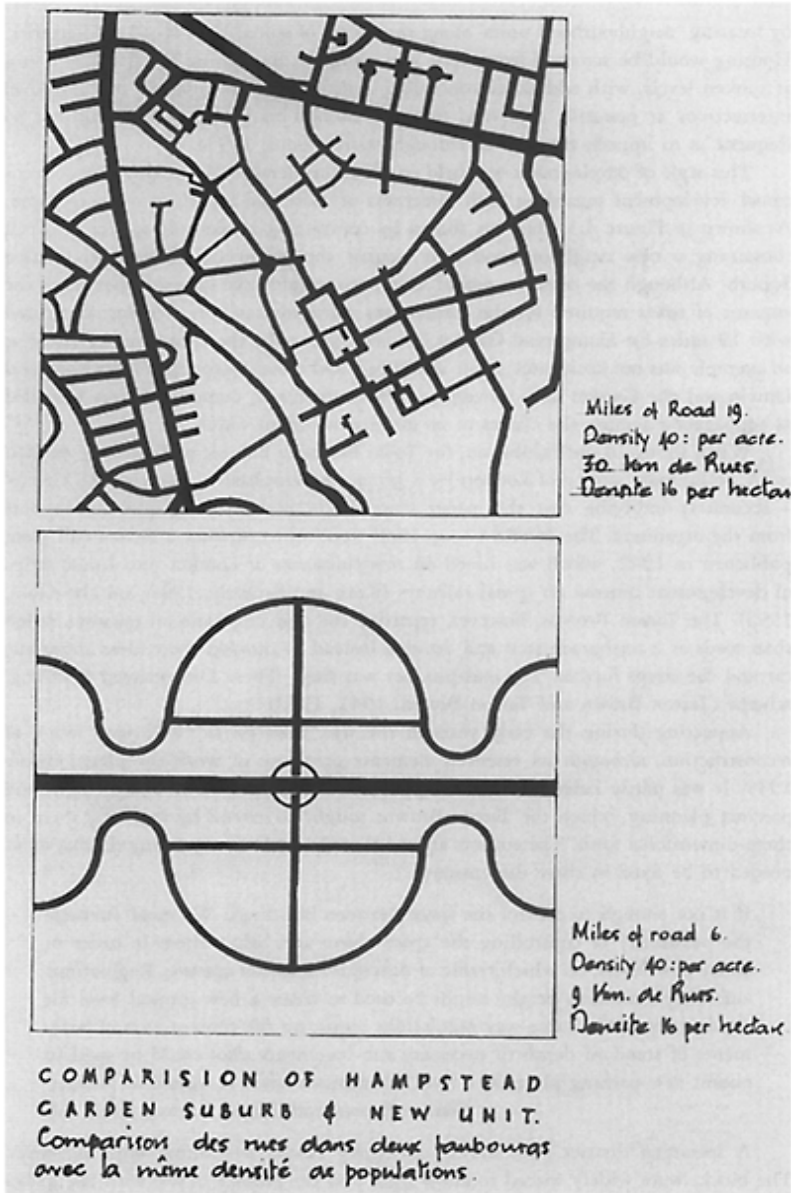 Miles of Road 19.
Density 40: per acre.
30 Km de Rues.
Densite 16 per hectare
Miles of road 6.
Density 40: per acre.
9 Km. de Rues.
Densite 16 per hectare.
COMPARISION OF HAMPSTEAD
GARDEN SUBURB & NEW UNIT.
Comparison des rues dans deux faubourgs
avec la même densité de populations